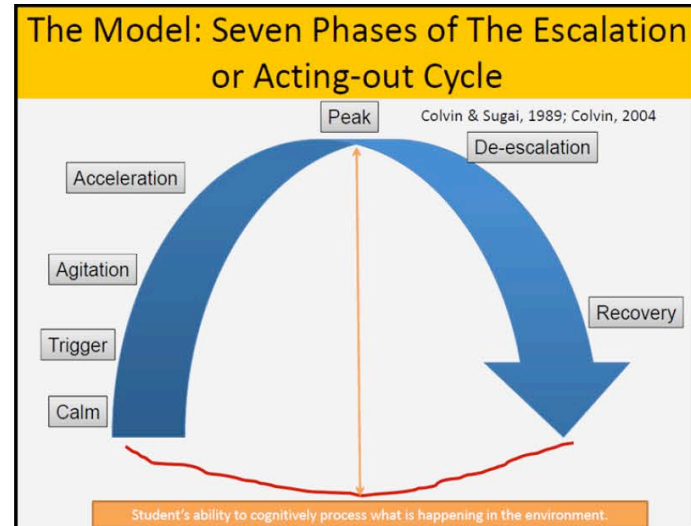 The Model: Seven Phases of The Escalation
or Acting-out Cycle
Peak
Colvin & Sugai, 1989; Colvin, 2004
De-escalation
Acceleration
Agitation
Recovery
Trigger
Calm
Student's ability to cognitively process what is happening in the environment.